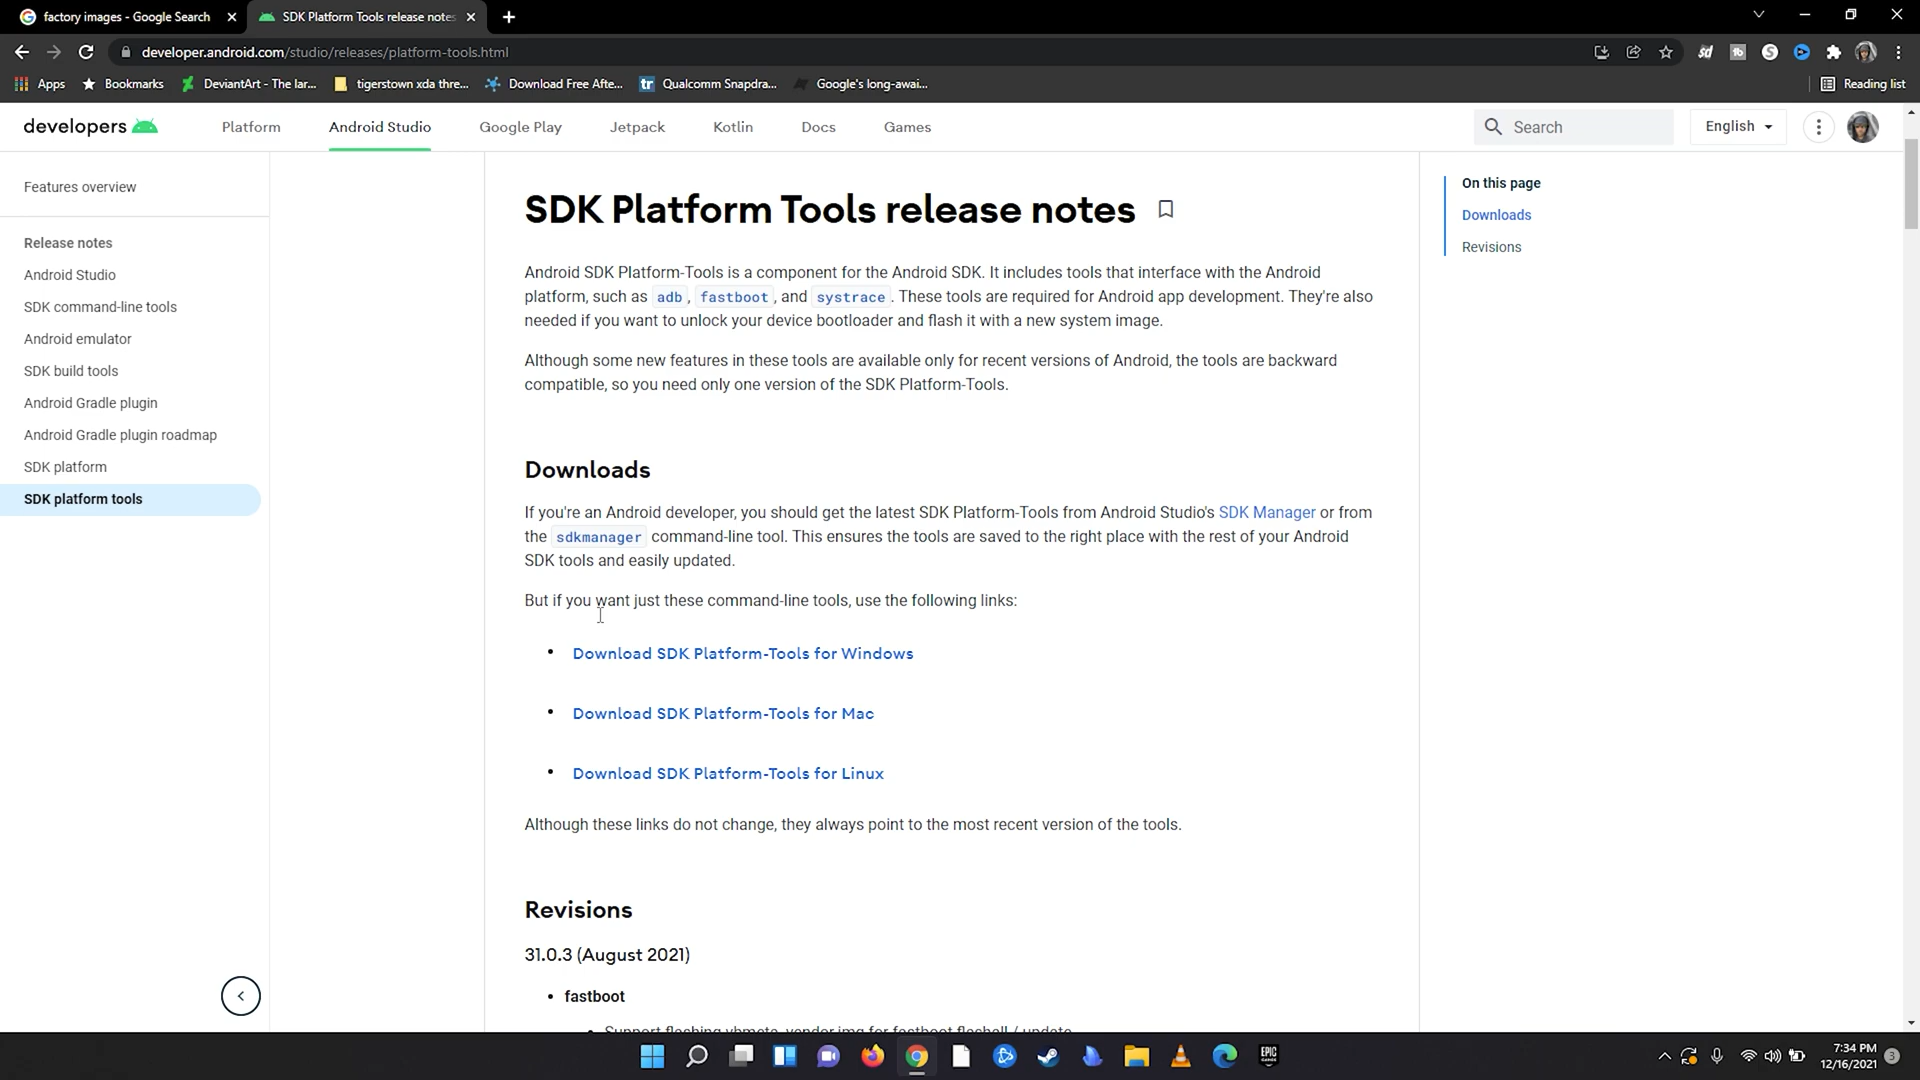 factory images - Google Search
SDK Platform Tools release notes
developer.android.com/studio/releases/platform-tools.html
Apps
Bookmarks
DeviantArt - The lar...
tigerstown xda thre...
Download Free Afte...
Qualcomm Snapdra...
Google's long-awai...
Reading list
developers
Platform
Android Studio
Google Play
Jetpack
Kotlin
Docs
Games
Search
English
Features overview
Release notes
Android Studio
SDK command-line tools
Android emulator
SDK build tools
Android Gradle plugin
Android Gradle plugin roadmap
SDK platform
SDK platform tools
SDK Platform Tools release notes
Android SDK Platform-Tools is a component for the Android SDK. It includes tools that interface with the Android
platform, such as adb, fastboot, and systrace. These tools are required for Android app development. They're also
needed if you want to unlock your device bootloader and flash it with a new system image.
Although some new features in these tools are available only for recent versions of Android, the tools are backward
compatible, so you need only one version of the SDK Platform-Tools.
Downloads
If you're an Android developer, you should get the latest SDK Platform-Tools from Android Studio's SDK Manager or from
the sdkmanager command-line tool. This ensures the tools are saved to the right place with the rest of your Android
SDK tools and easily updated.
But if you want just these command-line tools, use the following links:
• Download SDK Platform-Tools for Windows
• Download SDK Platform-Tools for Mac
• Download SDK Platform-Tools for Linux
Although these links do not change, they always point to the most recent version of the tools.
Revisions
31.0.3 (August 2021)
• fastboot
• Support flashing vbmeta_vendor.img for fastboot flashall / update
On this page
Downloads
Revisions
EPIC
GAMES
7:34 PM
12/16/2021
3